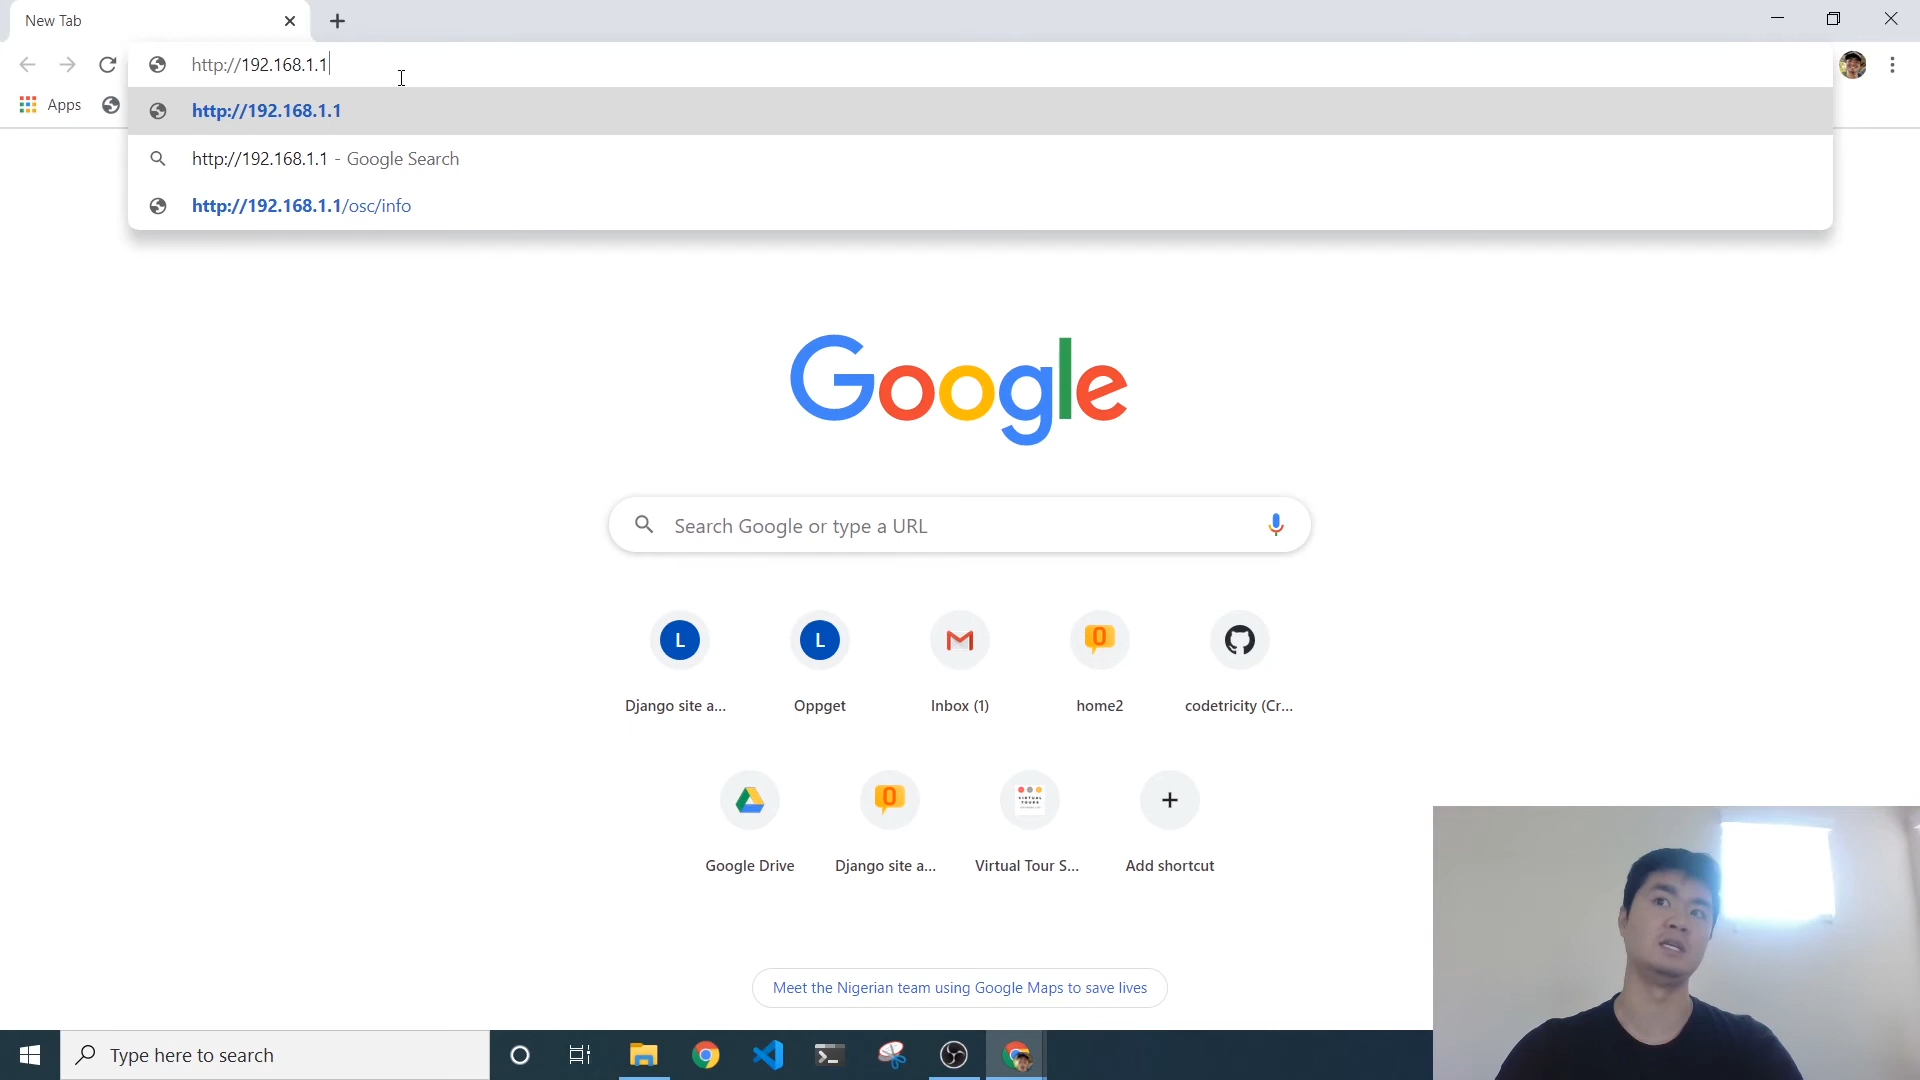 New Tab
http://192.168.1.1
Apps
http://192.168.1.1
http://192.168.1.1 - Google Search
http://192.168.1.1/osc/info
Google
Search Google or type a URL
L
L
Django site a...
Oppget
Inbox (1)
home2
codetricity (Cr...
Google Drive
Django site a...
Virtual Tour S...
Add shortcut
Meet the Nigerian team using Google Maps to save lives
Type here to search